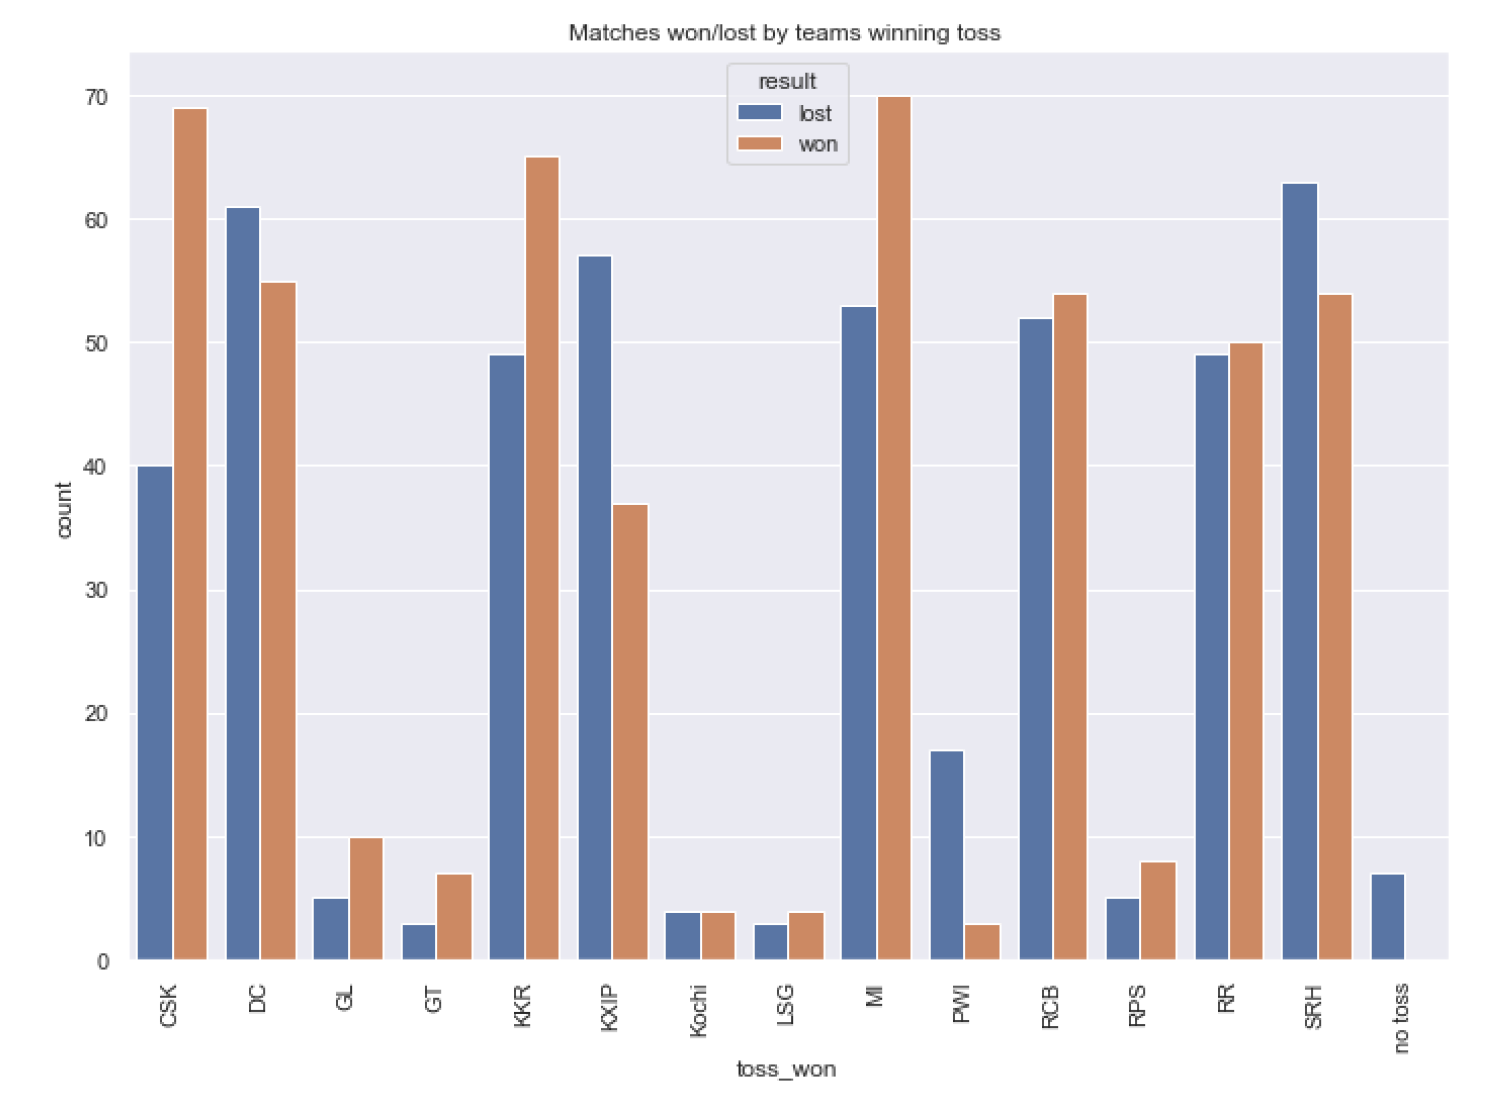 Matches won/lost by teams winning toss
result
lost
won
70
60
50
40
30
20
10
0
count
CSK
DC
GL
GT
KKR
KXIP
Kochi
LSG
MI
PWI
RCB
RPS
RR
SRH
no toss
toss_won